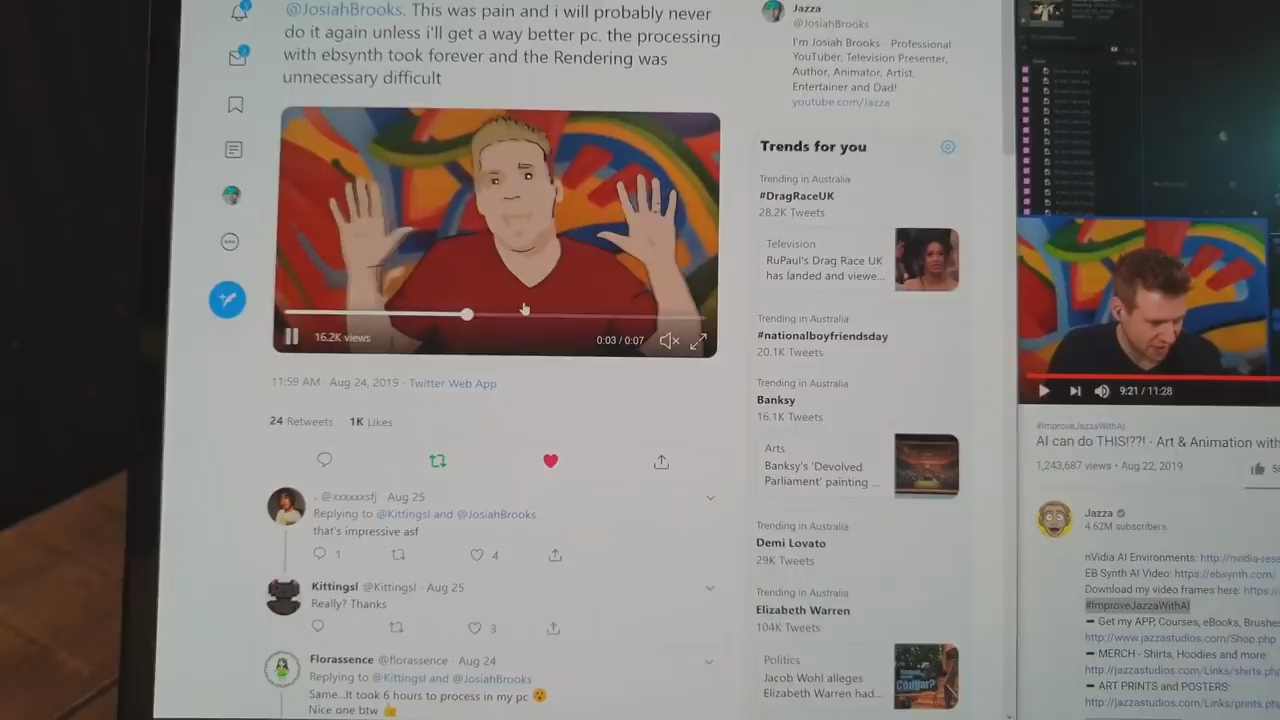 @JosiahBrooks. This was pain and i will probably never
do it again unless i'll get a way better pc. the processing
with ebsynth took forever and the Rendering was
unnecessary difficult
16.2K views
0:03 / 0:07
11:59 AM · Aug 24, 2019 · Twitter Web App
24 Retweets 1K Likes
. @xxxxxxsfj · Aug 25
Replying to @Kittingsl and @JosiahBrooks
that's impressive asf
1
4
Kittingsl @Kittingsl · Aug 25
Really? Thanks
3
Florassence @florassence · Aug 24
Replying to @Kittingsl and @JosiahBrooks
Same...It took 6 hours to process in my pc 😮
Nice one btw 👍
Jazza
@JosiahBrooks
I'm Josiah Brooks - Professional
YouTuber, Television Presenter,
Author, Animator, Artist,
Entertainer and Dad!
youtube.com/Jazza
Trends for you
Trending in Australia
#DragRaceUK
28.2K Tweets
Television
RuPaul's Drag Race UK
has landed and viewe...
Trending in Australia
#nationalboyfriendsday
20.1K Tweets
Trending in Australia
Banksy
16.1K Tweets
Arts
Banksy's 'Devolved
Parliament' painting ...
Trending in Australia
Demi Lovato
29K Tweets
Trending in Australia
Elizabeth Warren
104K Tweets
Politics
Jacob Wohl alleges
Elizabeth Warren had...
Cougar?
9:21 / 11:28
#ImproveJazzaWithAI
AI can do THIS!??! - Art & Animation with
1,243,687 views · Aug 22, 2019
Jazza
4.62M subscribers
nVidia AI Environments: http://nvidia-rese
EB Synth AI Video: https://ebsynth.com/
Download my video frames here: https://
#ImproveJazzaWithAI
➡ Get my APP, Courses, eBooks, Brushes
http://www.jazzastudios.com/Shop.php
➡ MERCH - Shirts, Hoodies and more:
http://jazzastudios.com/Links/shirts.php
➡ ART PRINTS and POSTERS'
http://jazzastudios.com/Links/prints.php